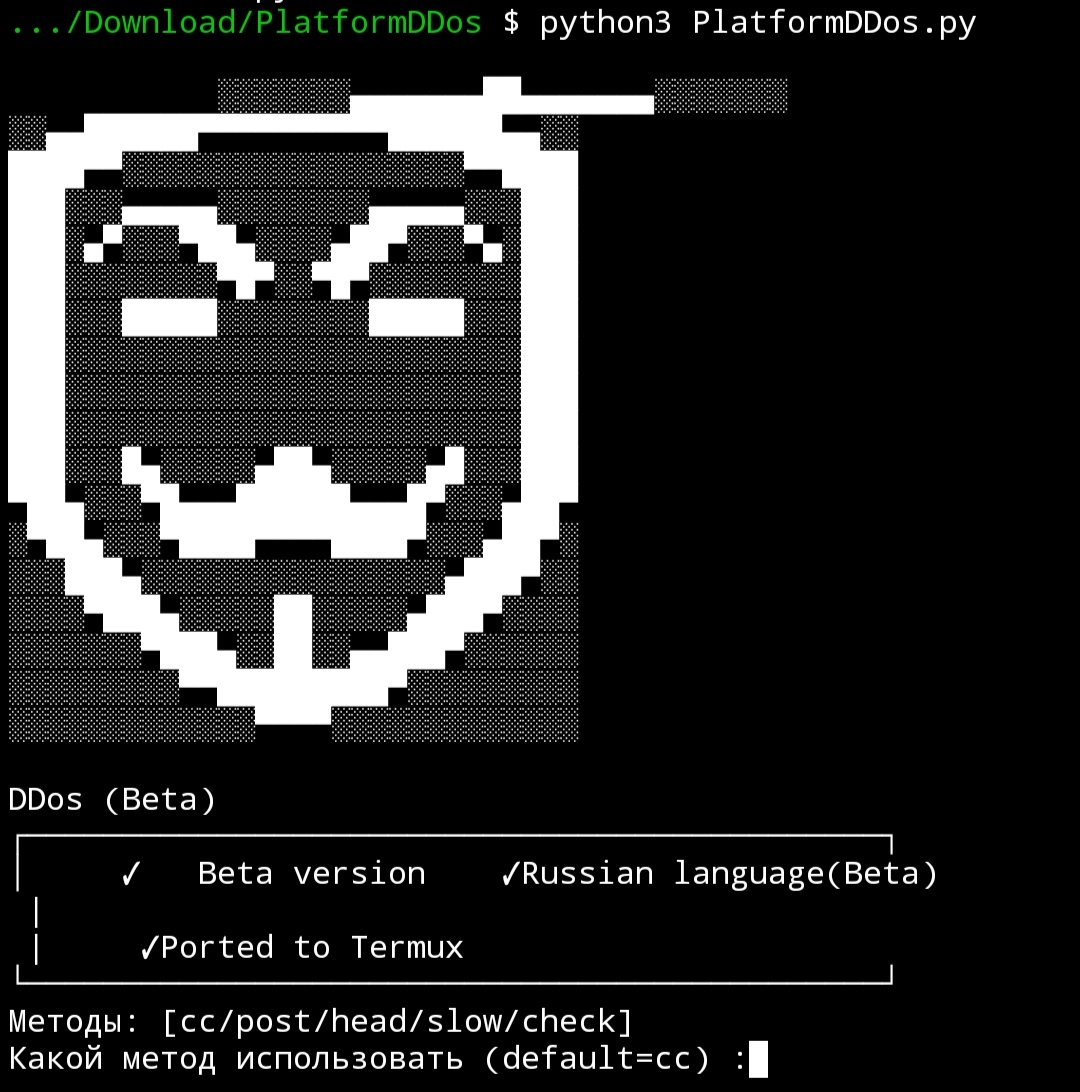 .../Download/PlatformDDos $ python3 PlatformDDos.py
DDos (Beta)
✓ Beta version ✓Russian language(Beta)
✓Ported to Termux
Методы: [cc/post/head/slow/check]
Какой метод использовать (default=cc) :